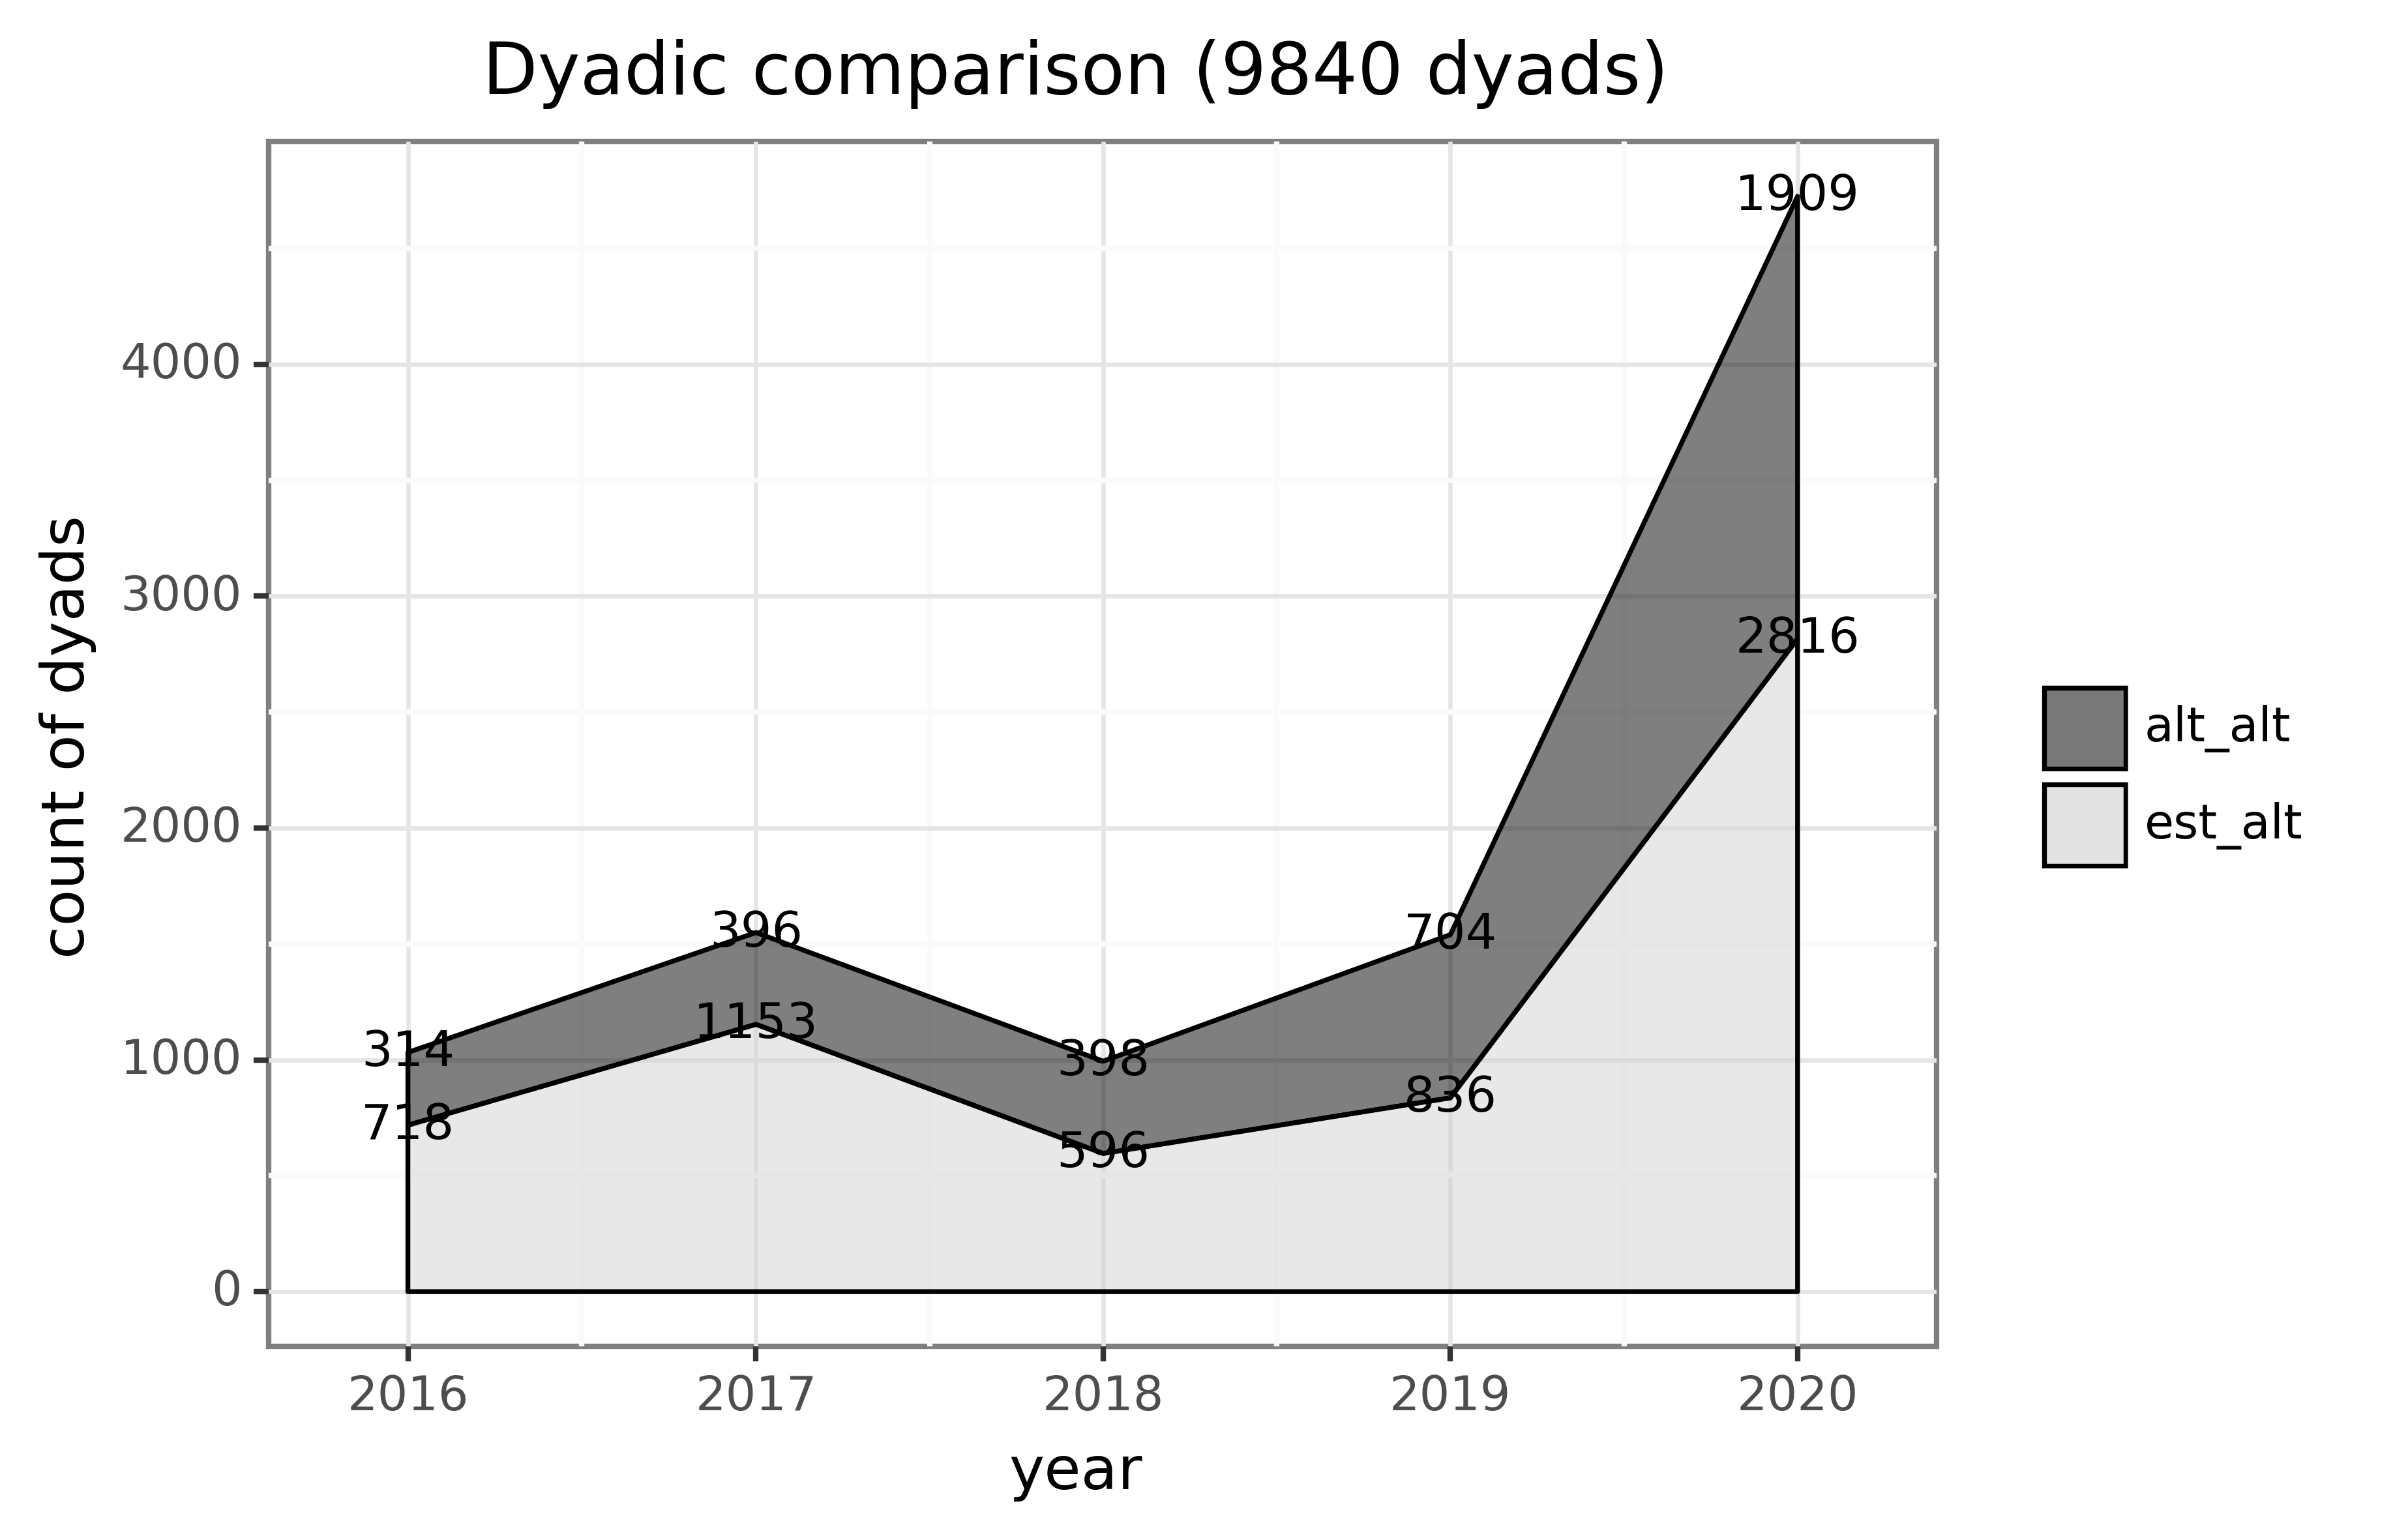 Dyadic comparison (9840 dyads)
count of dyads
4000
3000
2000
1000
0
1909
2816
396
1153
704
836
314
718
398
596
2016 2017 2018 2019 2020
year
alt_alt
est_alt